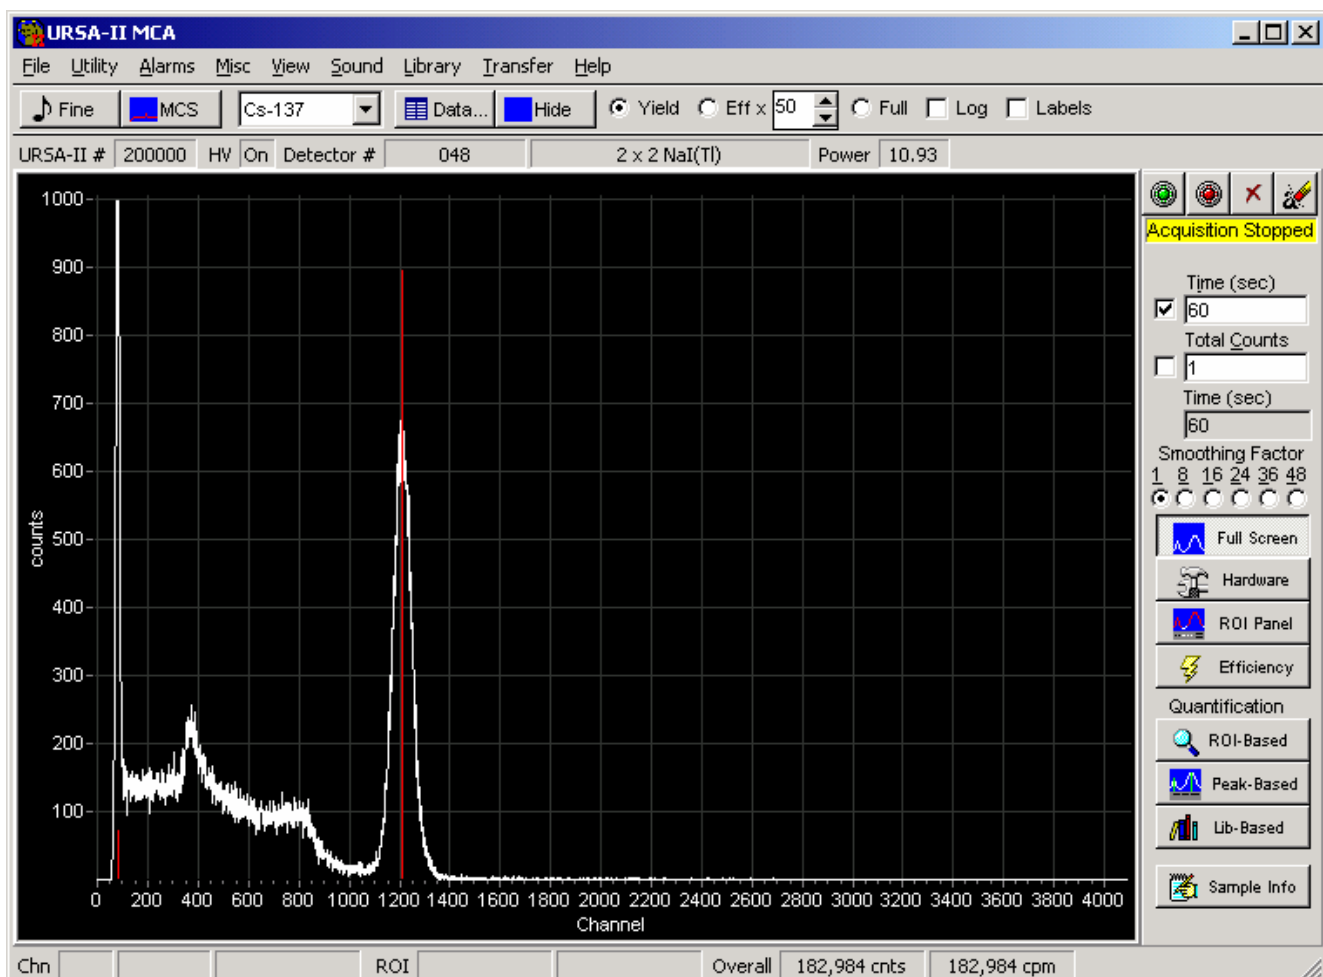 URSA-II MCA
File Utility Alarms Misc View Sound Library Transfer Help
Fine MCS Cs-137 Data... Hide Yield Eff x 50 Full Log Labels
URSA-II # 200000 HV On Detector # 048 2 x 2 NaI(Tl) Power 10.93
Acquisition Stopped
Time (sec)
60
Total Counts
1
Time (sec)
60
Smoothing Factor
1 8 16 24 36 48
Full Screen
Hardware
ROI Panel
Efficiency
Quantification
ROI-Based
Peak-Based
Lib-Based
Sample Info
1000
900
800
700
600
500
400
300
200
100
counts
0 200 400 600 800 1000 1200 1400 1600 1800 2000 2200 2400 2600 2800 3000 3200 3400 3600 3800 4000
Channel
Chn ROI Overall 182,984 cnts 182,984 cpm